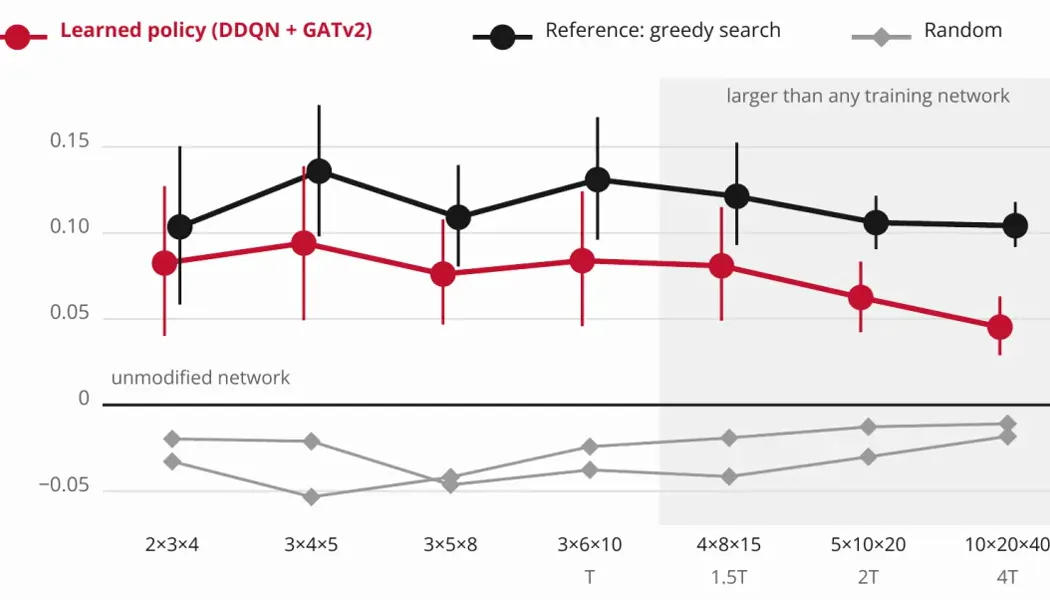 Learned policy (DDQN + GATv2) Reference: greedy search Random
larger than any training network
0.15
0.10
0.05
unmodified network
0
−0.05
2×3×4 3×4×5 3×5×8 3×6×10 4×8×15 5×10×20 10×20×40
T 1.5T 2T 4T